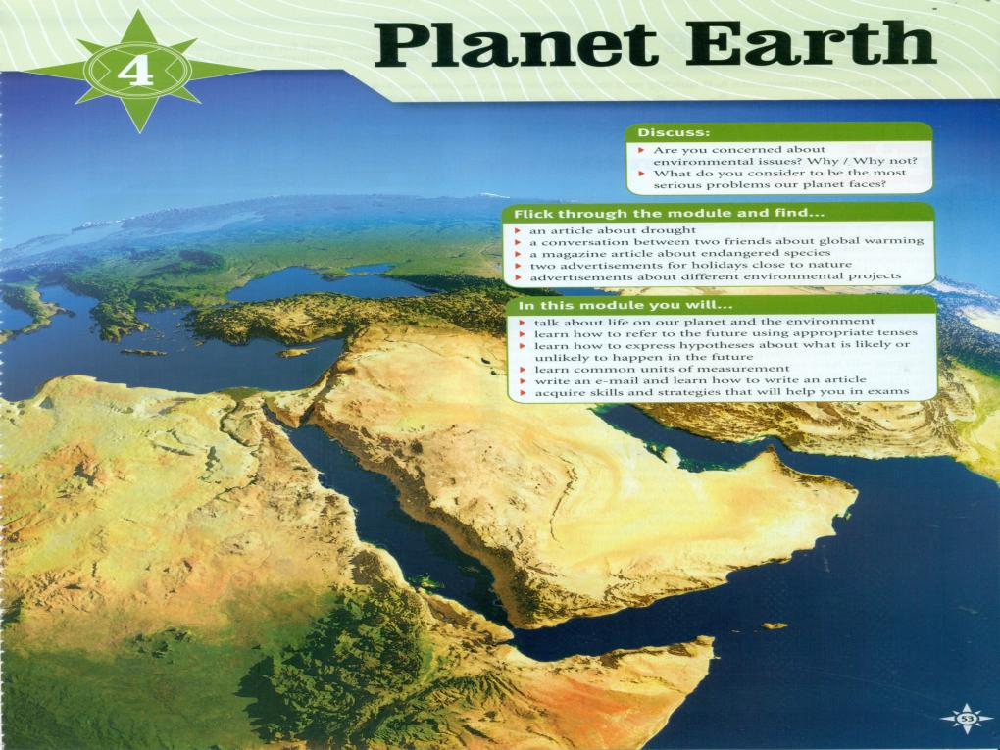 4
Planet Earth
Discuss:
Are you concerned about
environmental issues? Why / Why not?
What do you consider to be the most
serious problems our planet faces?
Flick through the module and find...
an article about drought
a conversation between two friends about global warming
a magazine article about endangered species
two advertisements for holidays close to nature
advertisements about different environmental projects
In this module you will...
talk about life on our planet and the environment
learn how to refer to the future using appropriate tenses
learn how to express hypotheses about what is likely or
unlikely to happen in the future
learn common units of measurement
write an e-mail and learn how to write an article
acquire skills and strategies that will help you in exams
53